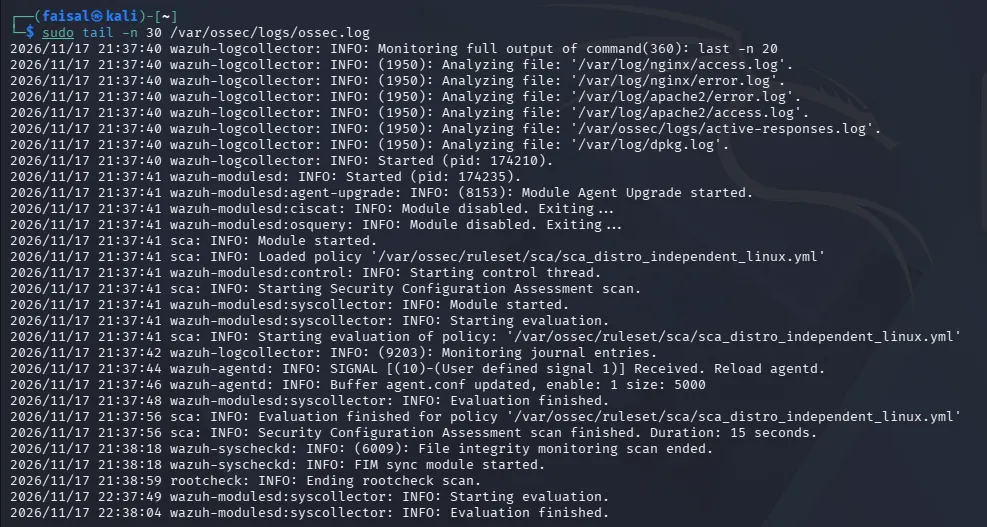 ┌──(faisal㉿kali)-[~]
└─$ sudo tail -n 30 /var/ossec/logs/ossec.log
2026/11/17 21:37:40 wazuh-logcollector: INFO: Monitoring full output of command(360): last -n 20
2026/11/17 21:37:40 wazuh-logcollector: INFO: (1950): Analyzing file: '/var/log/nginx/access.log'.
2026/11/17 21:37:40 wazuh-logcollector: INFO: (1950): Analyzing file: '/var/log/nginx/error.log'.
2026/11/17 21:37:40 wazuh-logcollector: INFO: (1950): Analyzing file: '/var/log/apache2/error.log'.
2026/11/17 21:37:40 wazuh-logcollector: INFO: (1950): Analyzing file: '/var/log/apache2/access.log'.
2026/11/17 21:37:40 wazuh-logcollector: INFO: (1950): Analyzing file: '/var/ossec/logs/active-responses.log'.
2026/11/17 21:37:40 wazuh-logcollector: INFO: (1950): Analyzing file: '/var/log/dpkg.log'.
2026/11/17 21:37:40 wazuh-logcollector: INFO: Started (pid: 174210).
2026/11/17 21:37:41 wazuh-modulesd: INFO: Started (pid: 174235).
2026/11/17 21:37:41 wazuh-modulesd:agent-upgrade: INFO: (8153): Module Agent Upgrade started.
2026/11/17 21:37:41 wazuh-modulesd:ciscat: INFO: Module disabled. Exiting...
2026/11/17 21:37:41 wazuh-modulesd:osquery: INFO: Module disabled. Exiting...
2026/11/17 21:37:41 sca: INFO: Module started.
2026/11/17 21:37:41 sca: INFO: Loaded policy '/var/ossec/ruleset/sca/sca_distro_independent_linux.yml'
2026/11/17 21:37:41 wazuh-modulesd:control: INFO: Starting control thread.
2026/11/17 21:37:41 sca: INFO: Starting Security Configuration Assessment scan.
2026/11/17 21:37:41 wazuh-modulesd:syscollector: INFO: Module started.
2026/11/17 21:37:41 wazuh-modulesd:syscollector: INFO: Starting evaluation.
2026/11/17 21:37:41 sca: INFO: Starting evaluation of policy: '/var/ossec/ruleset/sca/sca_distro_independent_linux.yml'
2026/11/17 21:37:42 wazuh-logcollector: INFO: (9203): Monitoring journal entries.
2026/11/17 21:37:44 wazuh-agentd: INFO: SIGNAL [(10)-(User defined signal 1)] Received. Reload agentd.
2026/11/17 21:37:46 wazuh-agentd: INFO: Buffer agent.conf updated, enable: 1 size: 5000
2026/11/17 21:37:48 wazuh-modulesd:syscollector: INFO: Evaluation finished.
2026/11/17 21:37:56 sca: INFO: Evaluation finished for policy '/var/ossec/ruleset/sca/sca_distro_independent_linux.yml'
2026/11/17 21:37:56 sca: INFO: Security Configuration Assessment scan finished. Duration: 15 seconds.
2026/11/17 21:38:18 wazuh-syscheckd: INFO: (6009): File integrity monitoring scan ended.
2026/11/17 21:38:18 wazuh-syscheckd: INFO: FIM sync module started.
2026/11/17 21:38:59 rootcheck: INFO: Ending rootcheck scan.
2026/11/17 22:37:49 wazuh-modulesd:syscollector: INFO: Starting evaluation.
2026/11/17 22:38:04 wazuh-modulesd:syscollector: INFO: Evaluation finished.